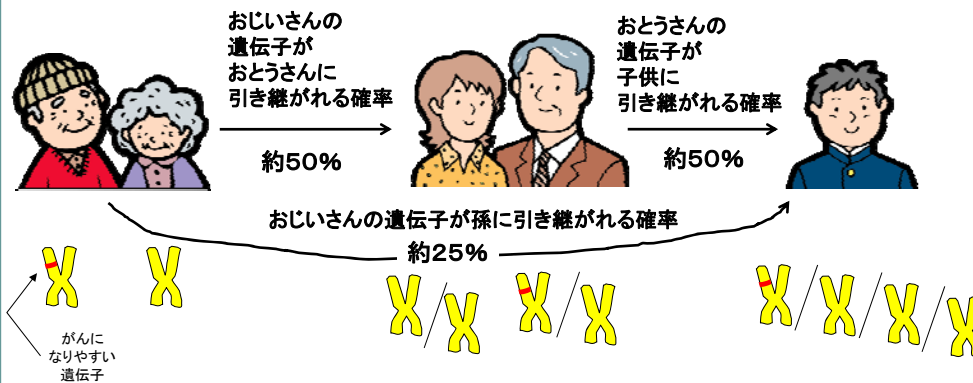 おじいさんの
遺伝子が
おとうさんに
引き継がれる確率
約50%
おとうさんの
遺伝子が
子供に
引き継がれる確率
約50%
おじいさんの遺伝子が孫に引き継がれる確率
約25%
がんに
なりやすい
遺伝子